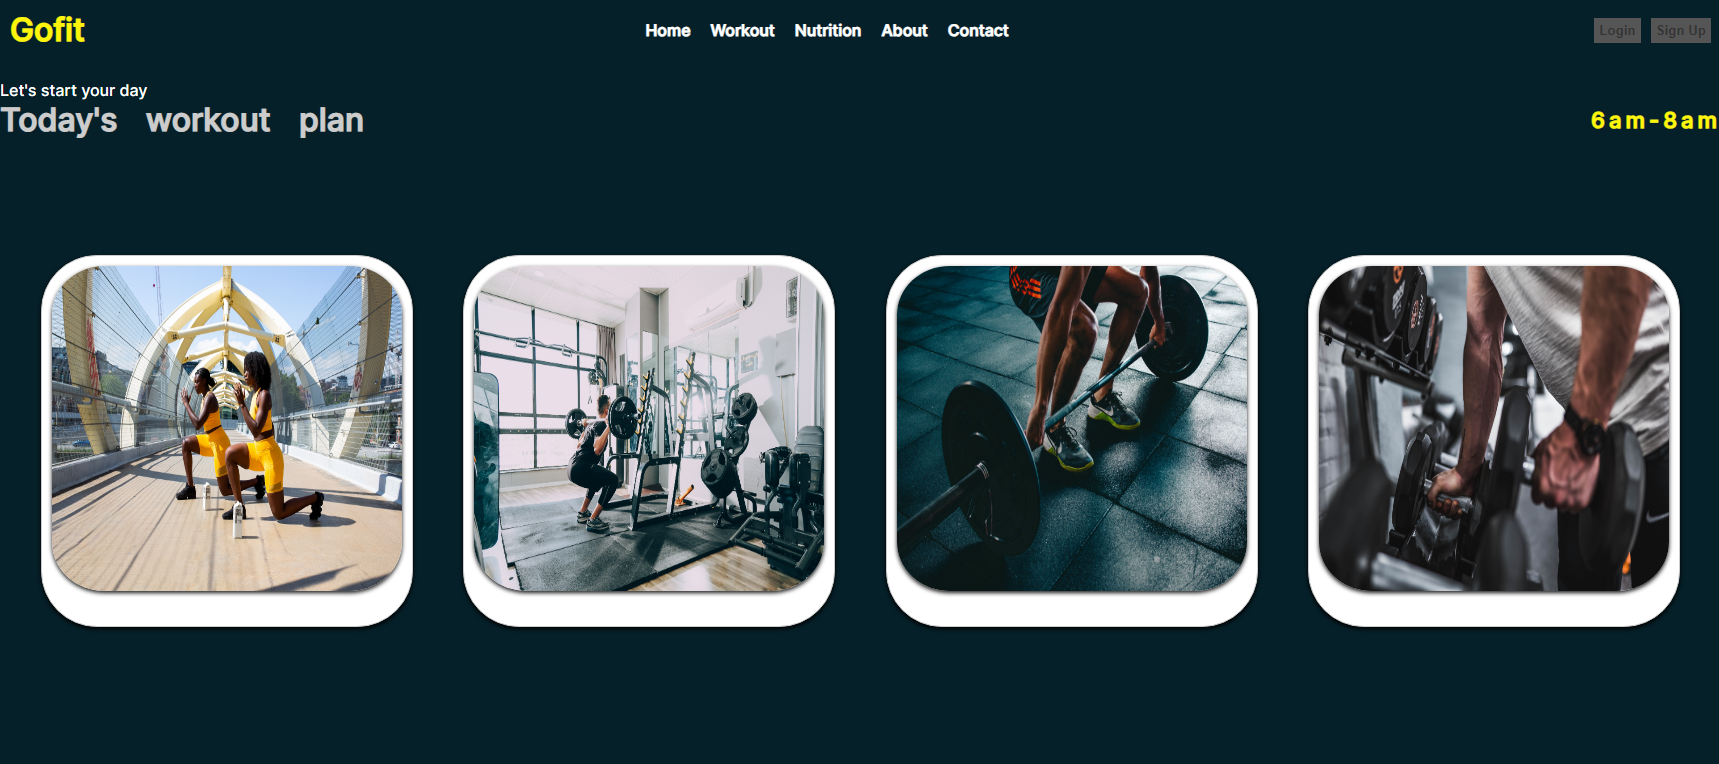 Gofit
Home Workout Nutrition About Contact
Login Sign Up
Let's start your day
Today's workout plan
6am-8am